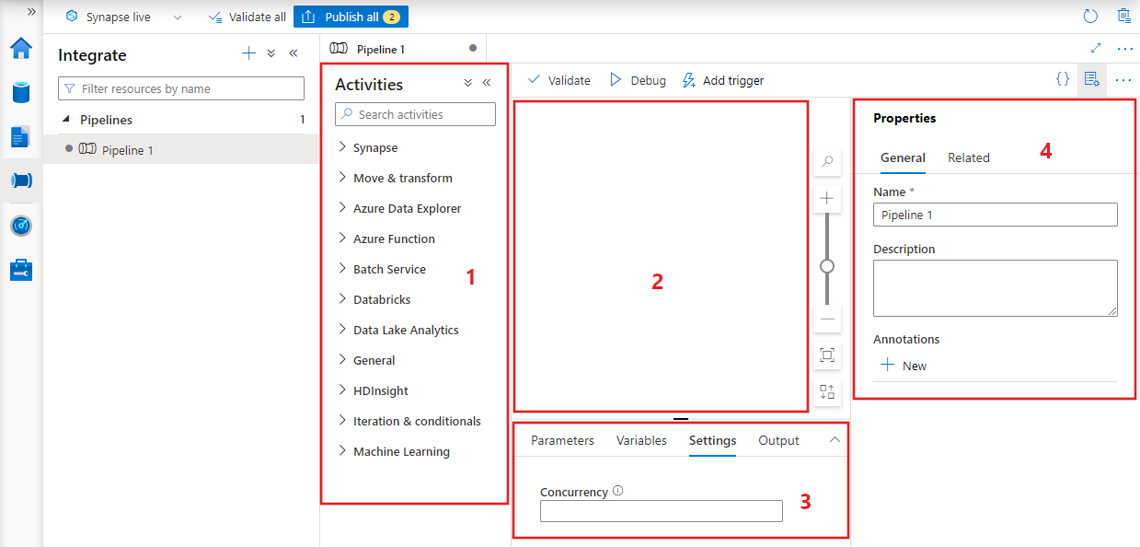 Synapse live
Validate all
Publish all 2
Integrate
Filter resources by name
Pipelines 1
Pipeline 1
Pipeline 1
Activities
Search activities
Synapse
Move & transform
Azure Data Explorer
Azure Function
Batch Service
Databricks
Data Lake Analytics
General
HDInsight
Iteration & conditionals
Machine Learning
1
Validate
Debug
Add trigger
{}
2
Parameters
Variables
Settings
Output
Concurrency
3
Properties
4
General
Related
Name *
Pipeline 1
Description
Annotations
New